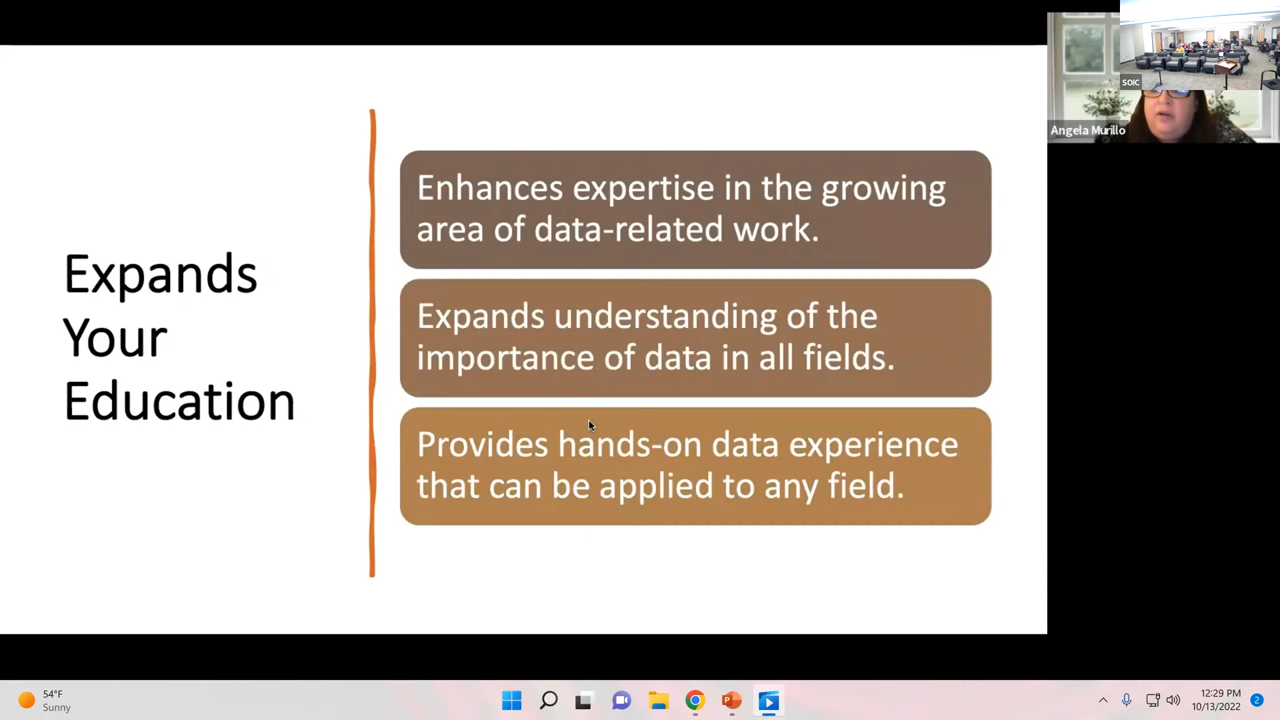 Expands
Your
Education
Enhances expertise in the growing
area of data-related work.
Expands understanding of the
importance of data in all fields.
Provides hands-on data experience
that can be applied to any field.
SOIC
Angela Murillo
54°F
Sunny
12:29 PM
10/13/2022
2